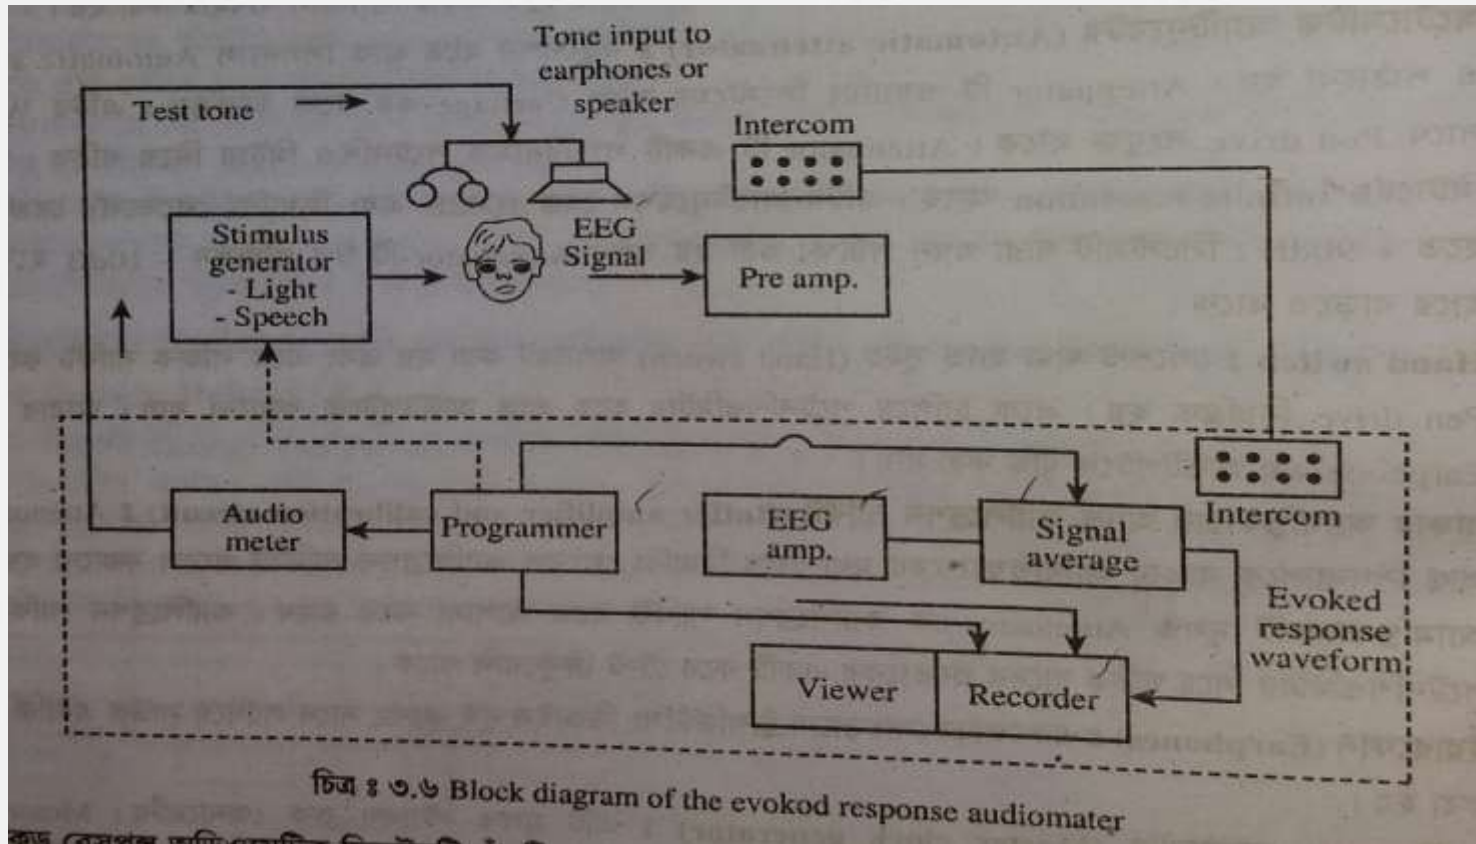 Tone input to
earphones or
speaker
Test tone
Intercom
Stimulus
generator
- Light
- Speech
EEG
Signal
Pre amp.
Audio
meter
Programmer
EEG
amp.
Signal
average
Intercom
Evoked
response
waveform
Viewer
Recorder
চিত্র ঃ ৩.৬ Block diagram of the evokod response audiomater